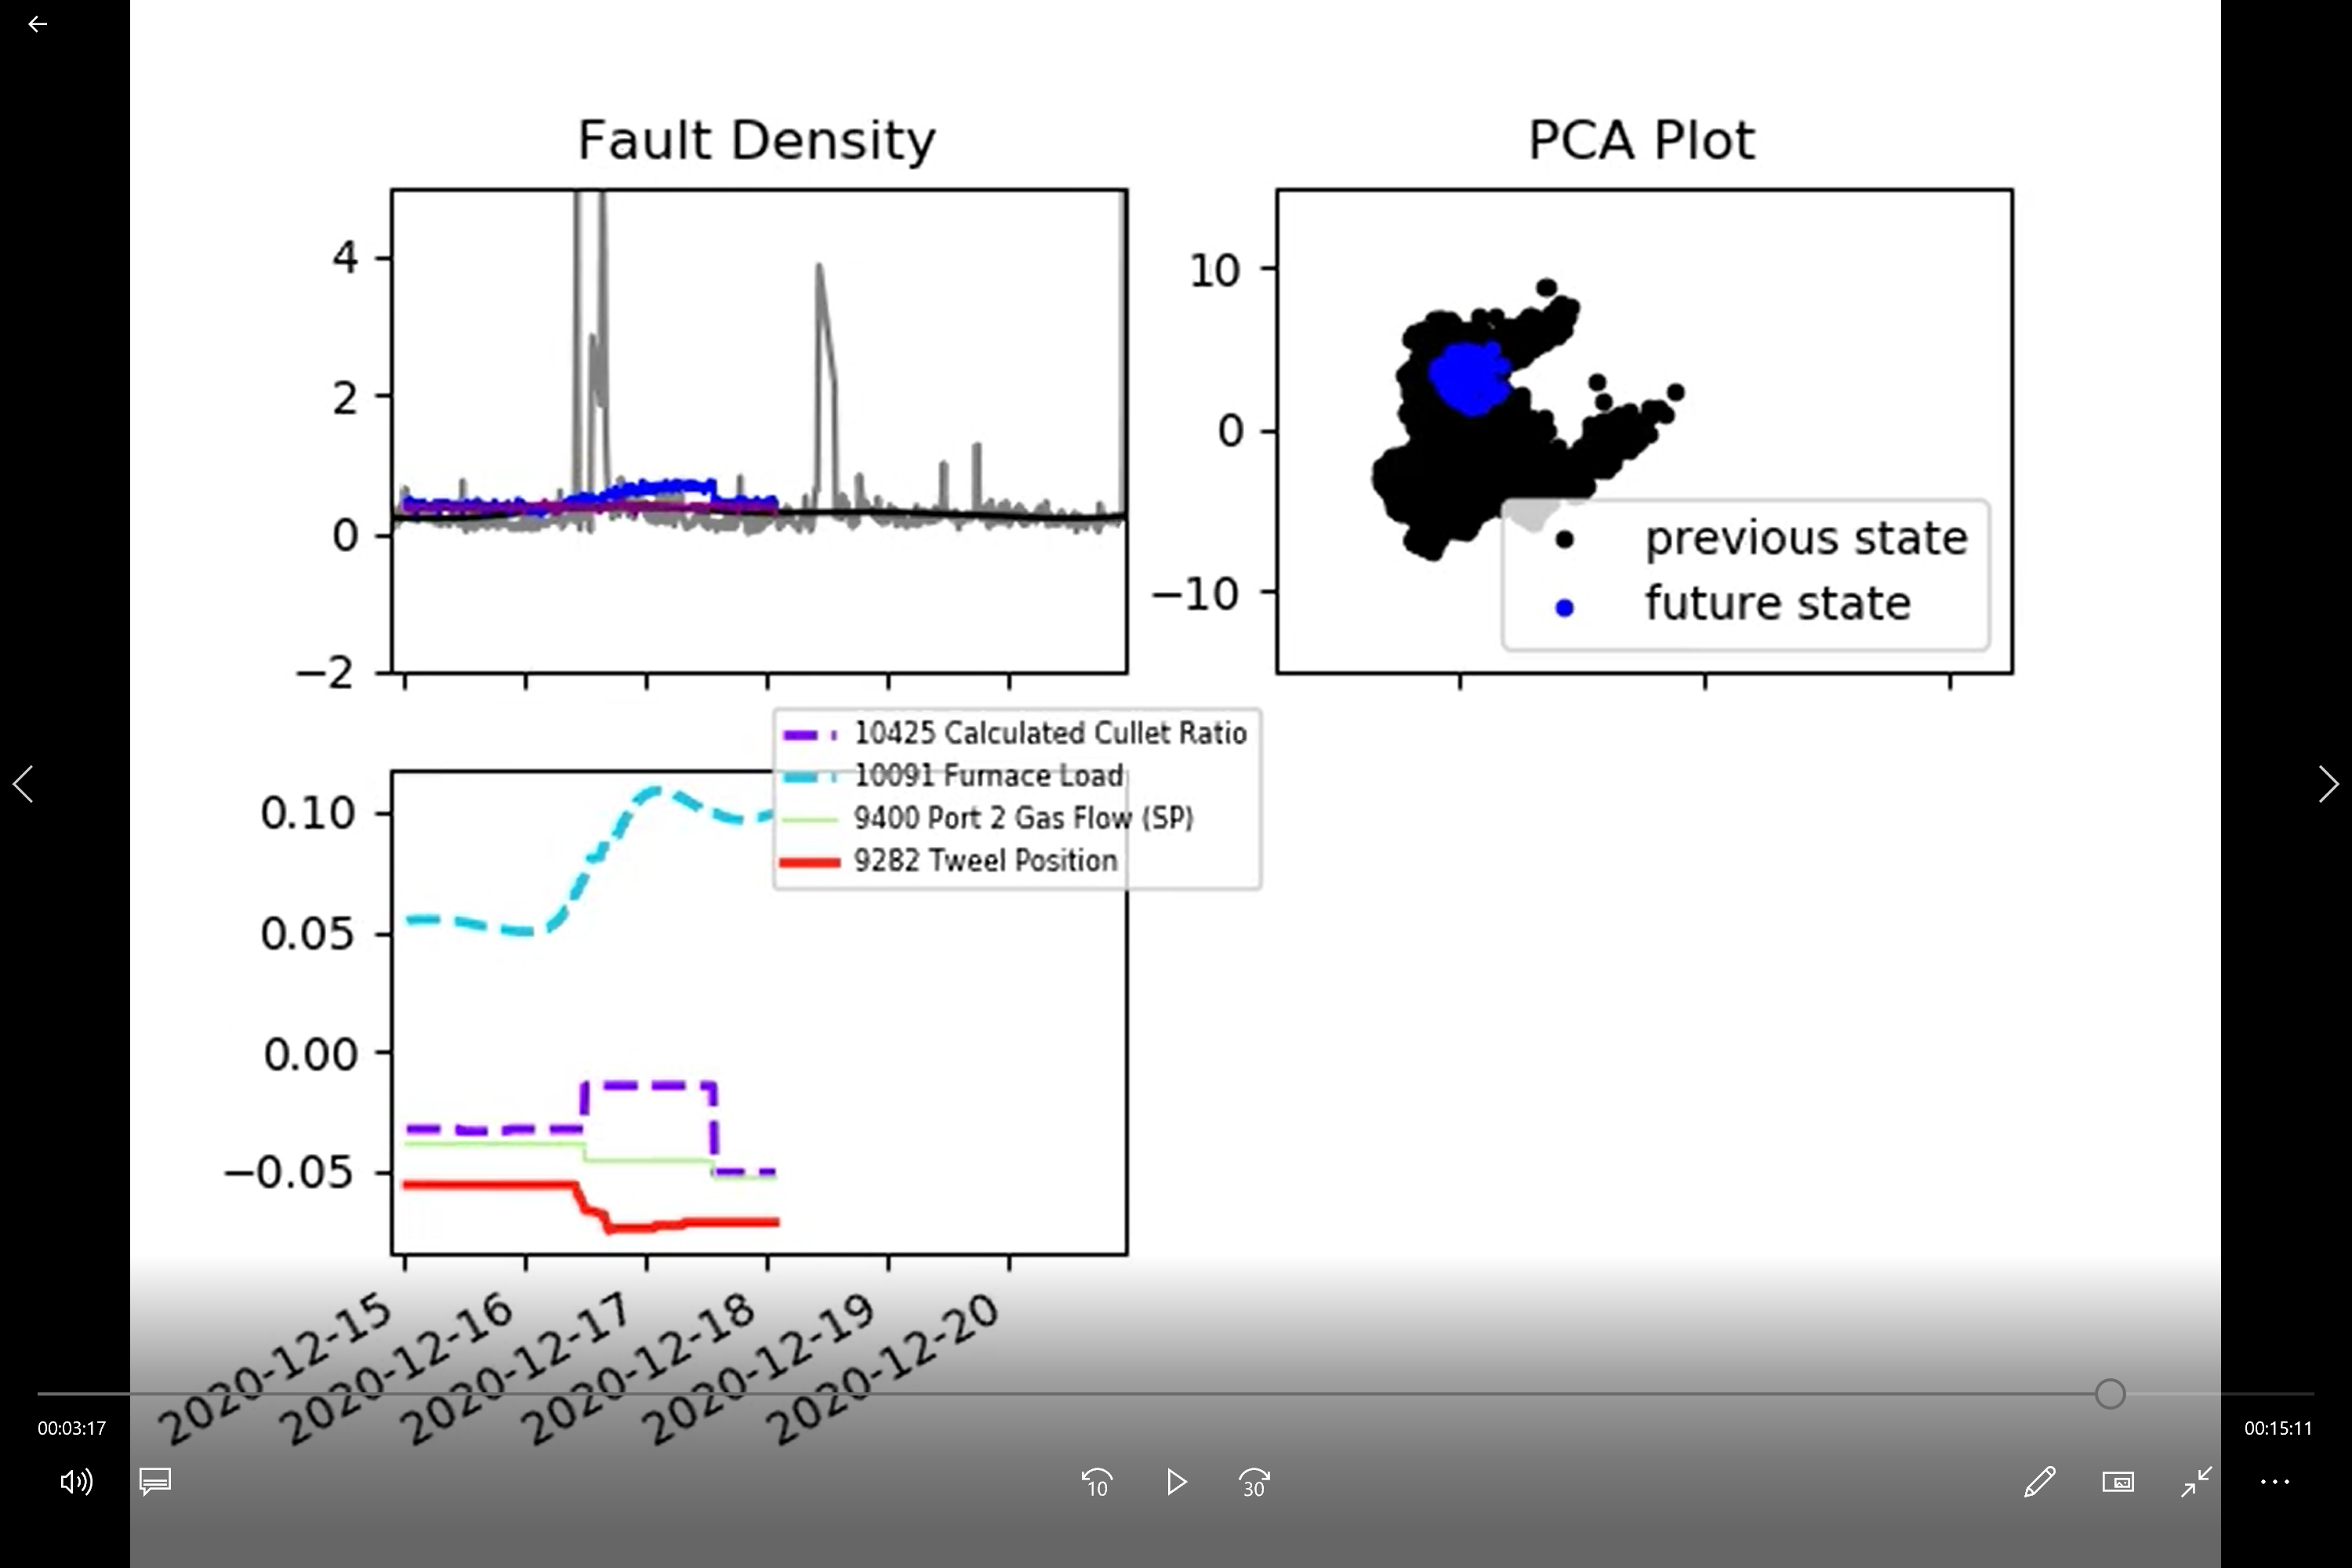 Fault Density
PCA Plot
4
2
0
−2
10
0
−10
previous state
future state
10425 Calculated Cullet Ratio
10091 Furnace Load
9400 Port 2 Gas Flow (SP)
9282 Tweel Position
0.10
0.05
0.00
−0.05
2020-12-15
2020-12-16
2020-12-17
2020-12-18
2020-12-19
2020-12-20
00:03:17
00:15:11
10
30